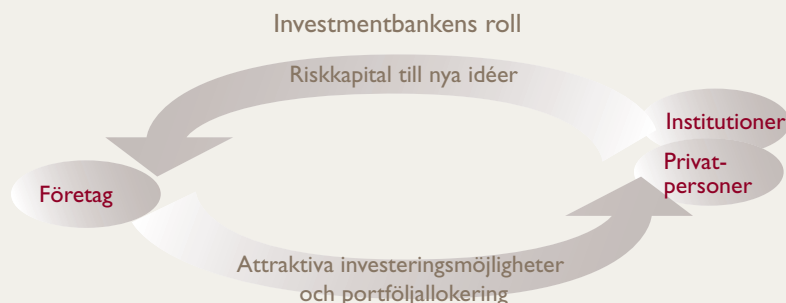 Investmentbankens roll
Riskkapital till nya idéer
Institutioner
Privat-
personer
Företag
Attraktiva investeringsmöjligheter
och portföljallokering